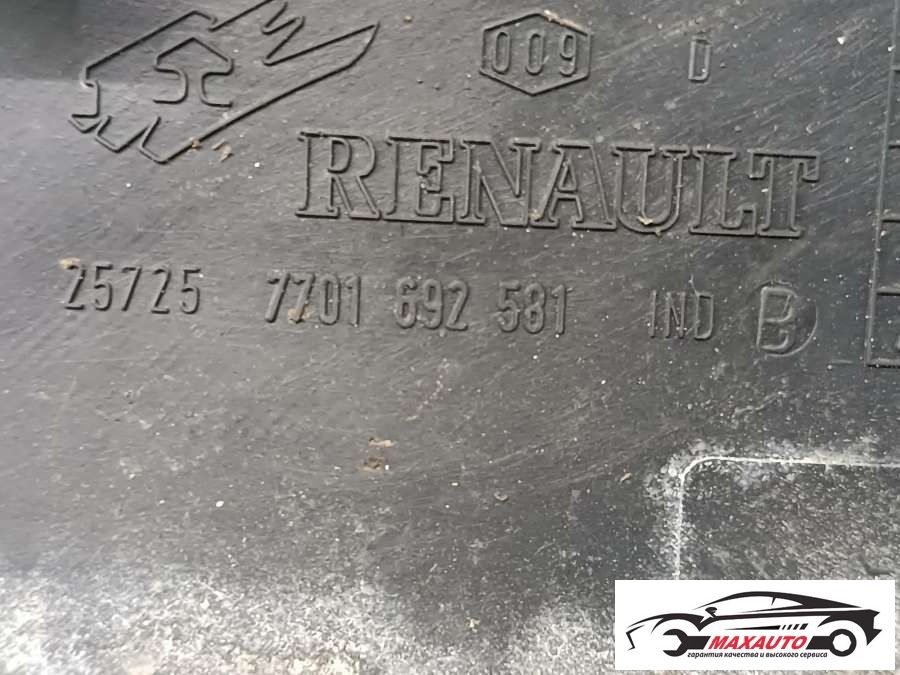 009 D
RENAULT
25725 7701 692 581 IND B
MAXAUTO
гарантия качества и высокого сервиса